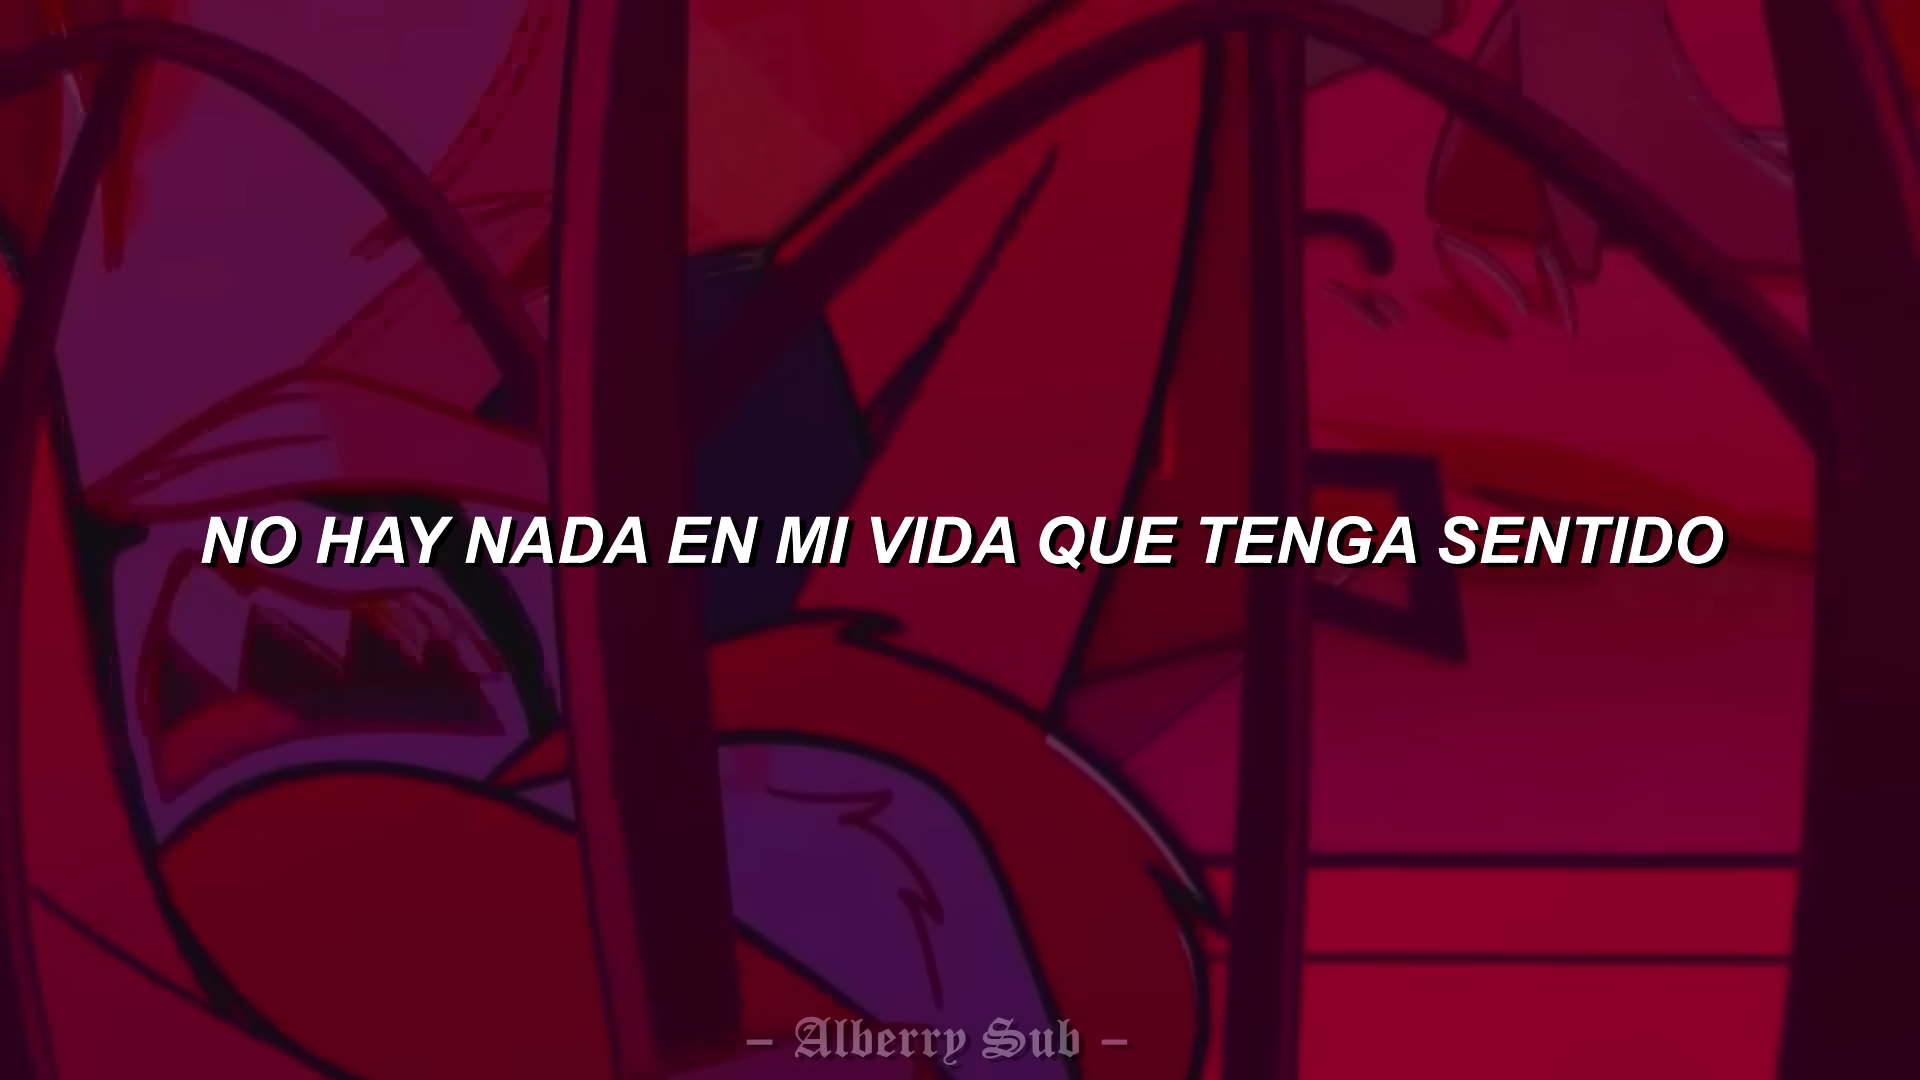 NO HAY NADA EN MI VIDA QUE TENGA SENTIDO
– Alberry Sub –